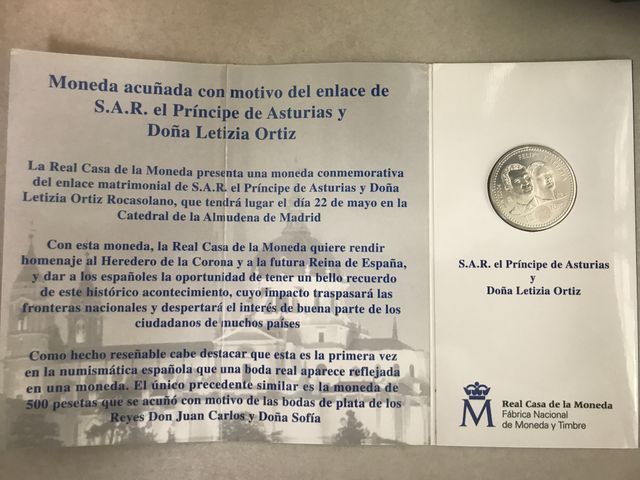 Moneda acuñada con motivo del enlace de
S.A.R. el Príncipe de Asturias y
Doña Letizia Ortiz
La Real Casa de la Moneda presenta una moneda conmemorativa
del enlace matrimonial de S.A.R. el Príncipe de Asturias y Doña
Letizia Ortiz Rocasolano, que tendrá lugar el día 22 de mayo en la
Catedral de la Almudena de Madrid
Con esta moneda, la Real Casa de la Moneda quiere rendir
homenaje al Heredero de la Corona y a la futura Reina de España,
y dar a los españoles la oportunidad de tener un bello recuerdo
de este histórico acontecimiento, cuyo impacto traspasará las
fronteras nacionales y despertará el interés de buena parte de los
ciudadanos de muchos países
Como hecho reseñable cabe destacar que esta es la primera vez
en la numismática española que una boda real aparece reflejada
en una moneda. El único precedente similar es la moneda de
500 pesetas que se acuñó con motivo de las bodas de plata de los
Reyes Don Juan Carlos y Doña Sofía
FELIPE
S.A.R. el Príncipe de Asturias
y
Doña Letizia Ortiz
M
Real Casa de la Moneda
Fábrica Nacional
de Moneda y Timbre